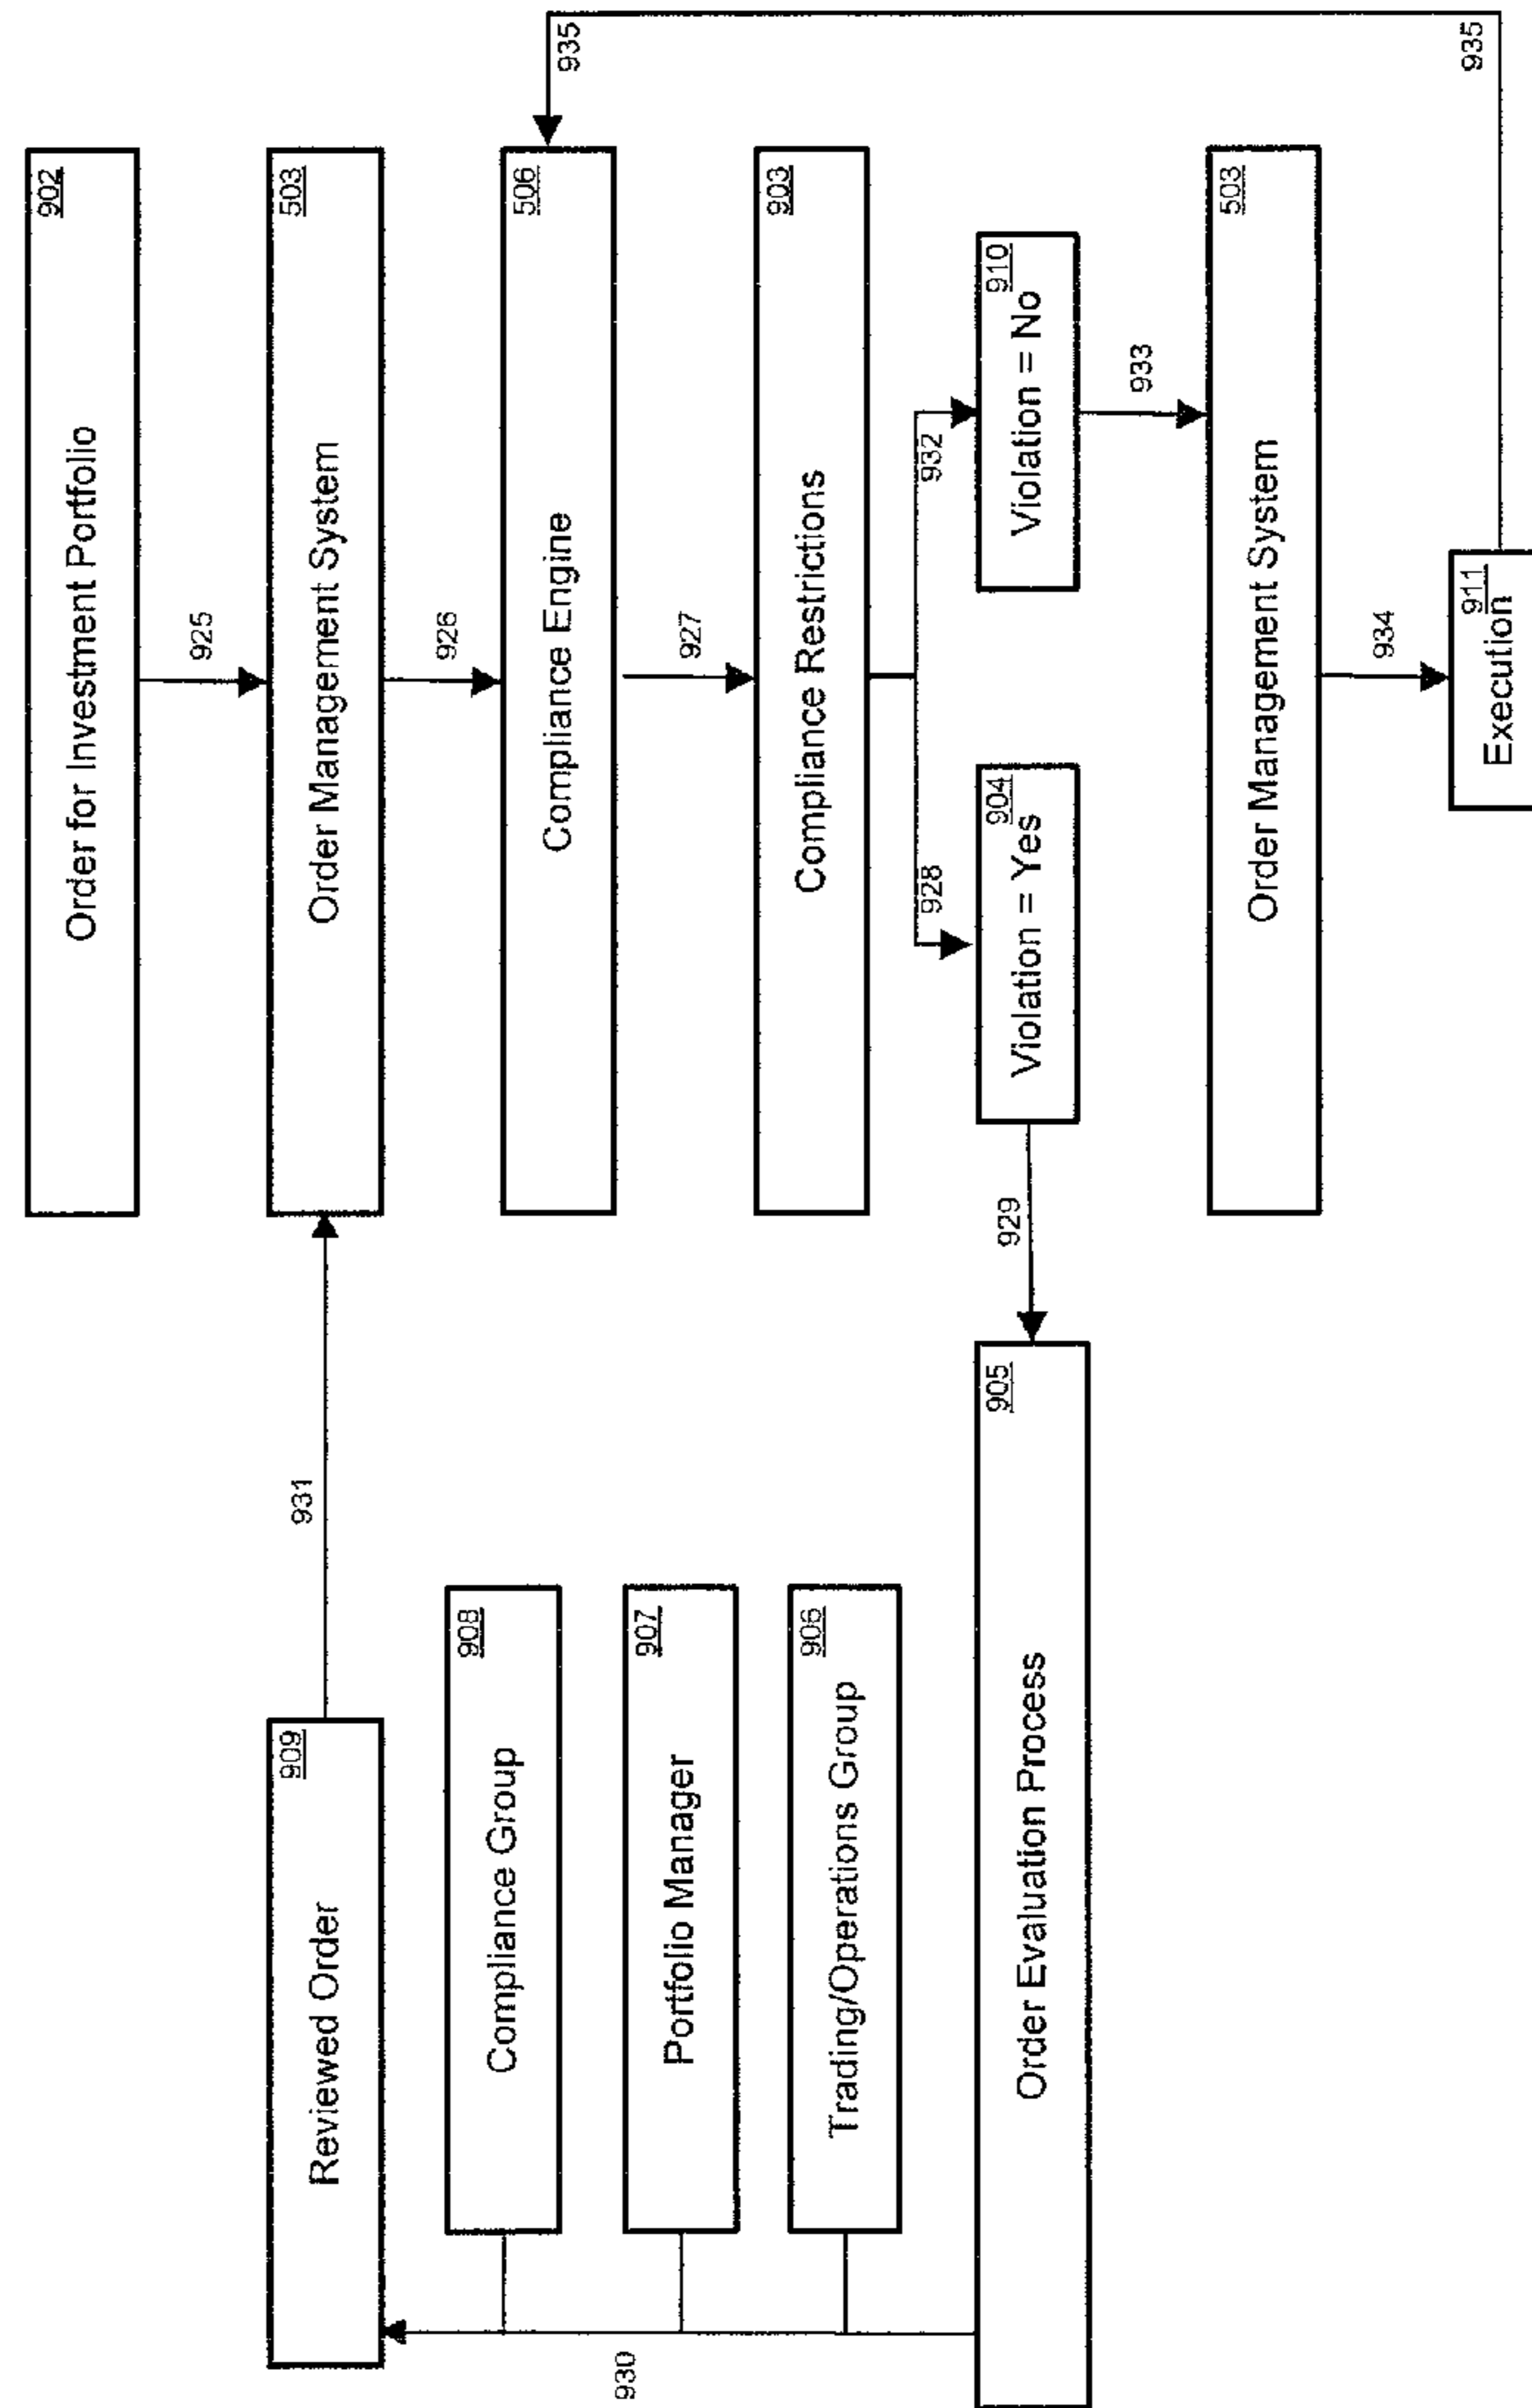 Order for Investment Portfolio
902
925
Reviewed Order
909
931
Order Management System
503
926
Compliance Group
908
Compliance Engine
506
935
930
Portfolio Manager
907
927
Trading/Operations Group
906
Compliance Restrictions
903
928
932
Order Evaluation Process
905
929
Violation = Yes
904
Violation = No
910
933
Order Management System
503
934
Execution
911
935